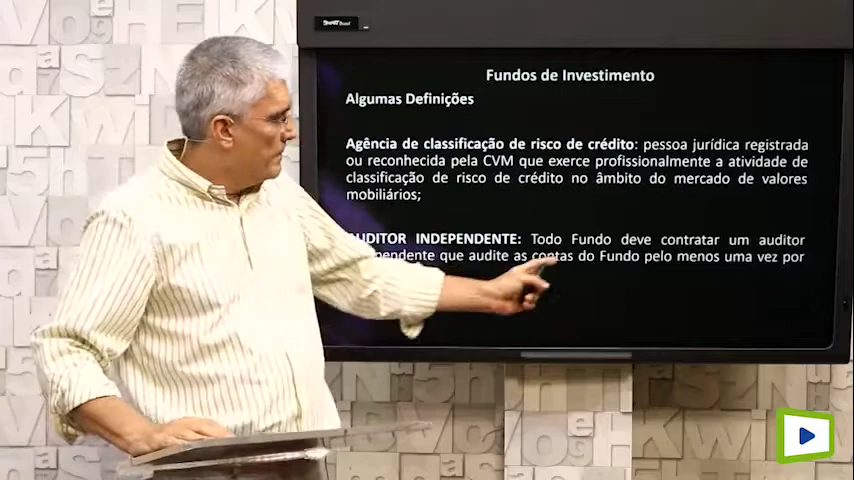 Fundos de Investimento
Algumas Definições
Agência de classificação de risco de crédito: pessoa jurídica registrada
ou reconhecida pela CVM que exerce profissionalmente a atividade de
classificação de risco de crédito no âmbito do mercado de valores
mobiliários;
AUDITOR INDEPENDENTE: Todo Fundo deve contratar um auditor
que audite as contas do Fundo pelo menos uma vez por